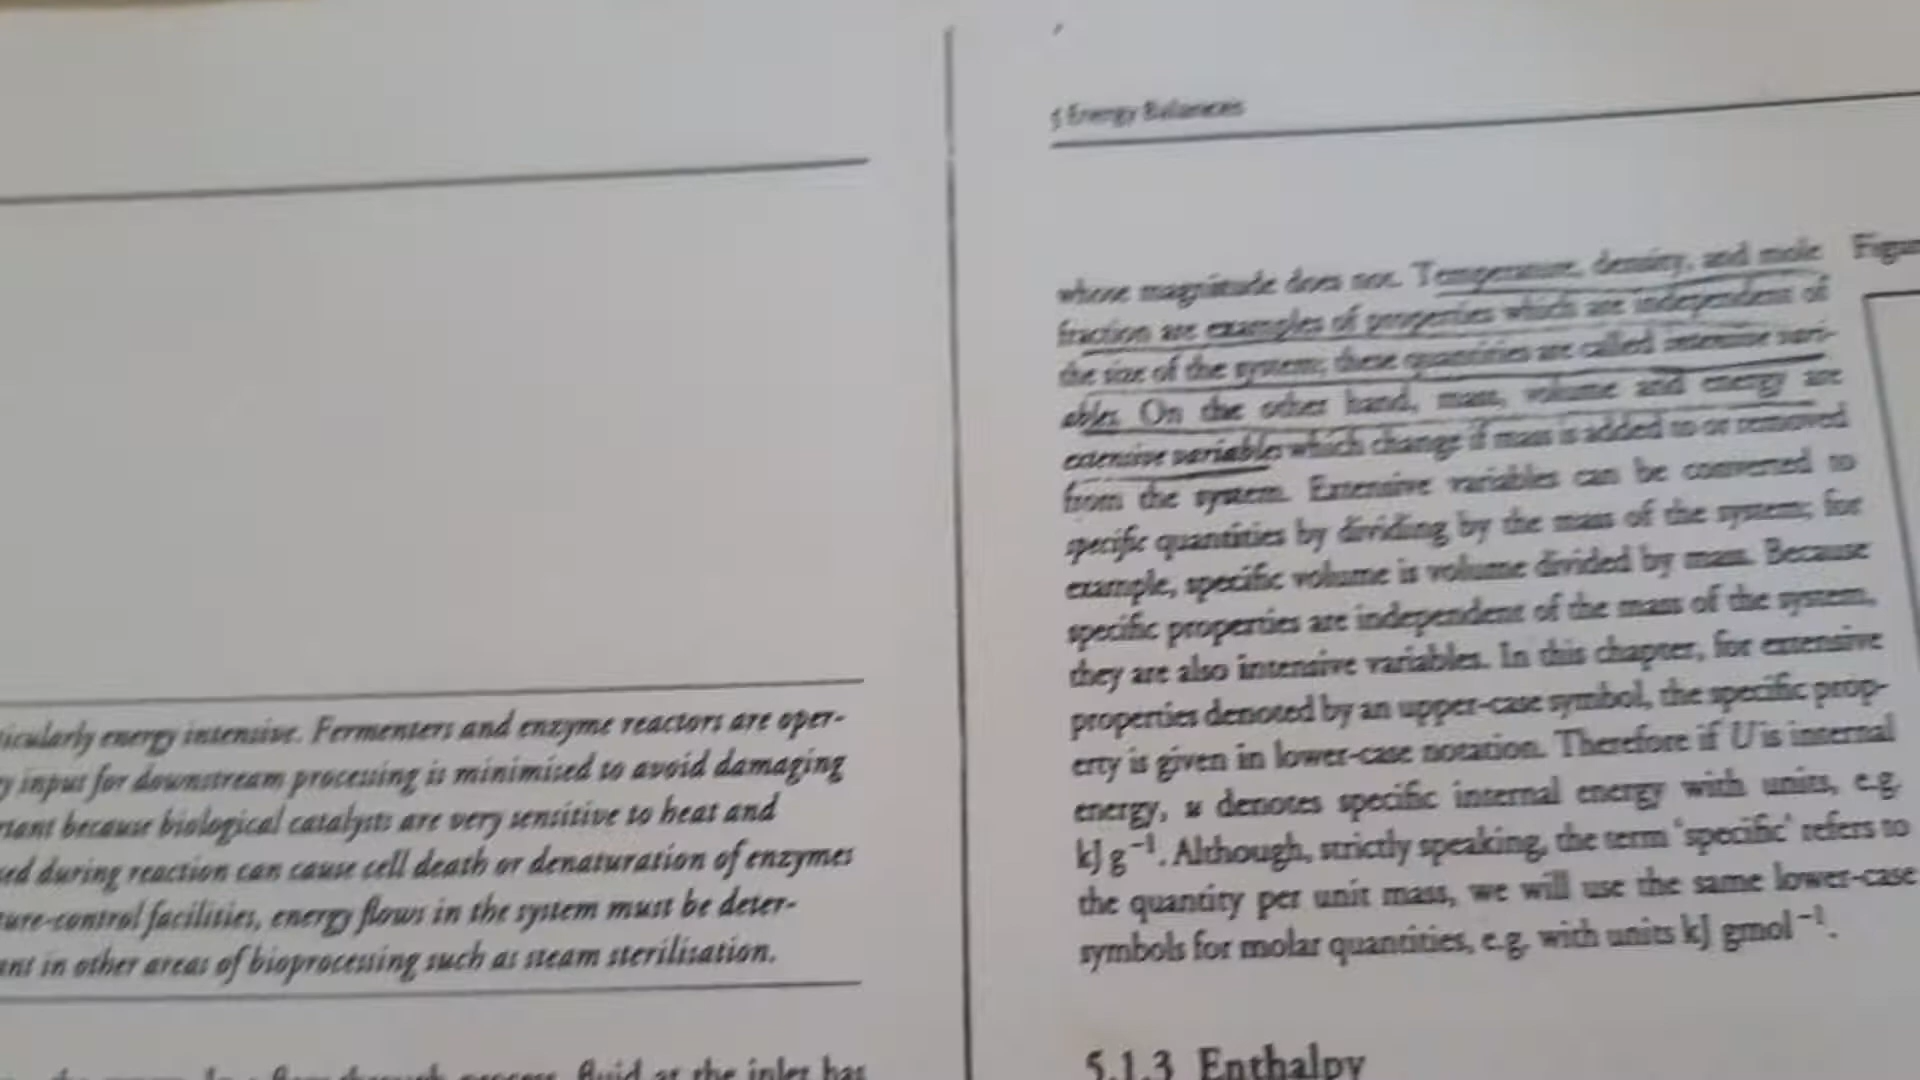 ticularly energy intensive. Fermenters and enzyme reactors are oper-
y input for downstream processing is minimised to avoid damaging
rtant because biological catalysts are very sensitive to heat and
sed during reaction can cause cell death or denaturation of enzymes
ture-control facilities, energy flows in the system must be deter-
ant in other areas of bioprocessing such as steam sterilisation.
process, fluid at the inlet has
5 Energy Balances
whose magnitude does not. Temperature, density, and mole
fraction are examples of properties which are independent of
the size of the system; these quantities are called intensive vari-
ables. On the other hand, mass, volume and energy are
extensive variables which change if mass is added to or removed
from the system. Extensive variables can be converted to
specific quantities by dividing by the mass of the system; for
example, specific volume is volume divided by mass. Because
specific properties are independent of the mass of the system,
they are also intensive variables. In this chapter, for extensive
properties denoted by an upper-case symbol, the specific prop-
erty is given in lower-case notation. Therefore if U is internal
energy, u denotes specific internal energy with units, e.g.
kJ g⁻¹. Although, strictly speaking, the term 'specific' refers to
the quantity per unit mass, we will use the same lower-case
symbols for molar quantities, e.g. with units kJ gmol⁻¹.
5.1.3 Enthalpy
Figur